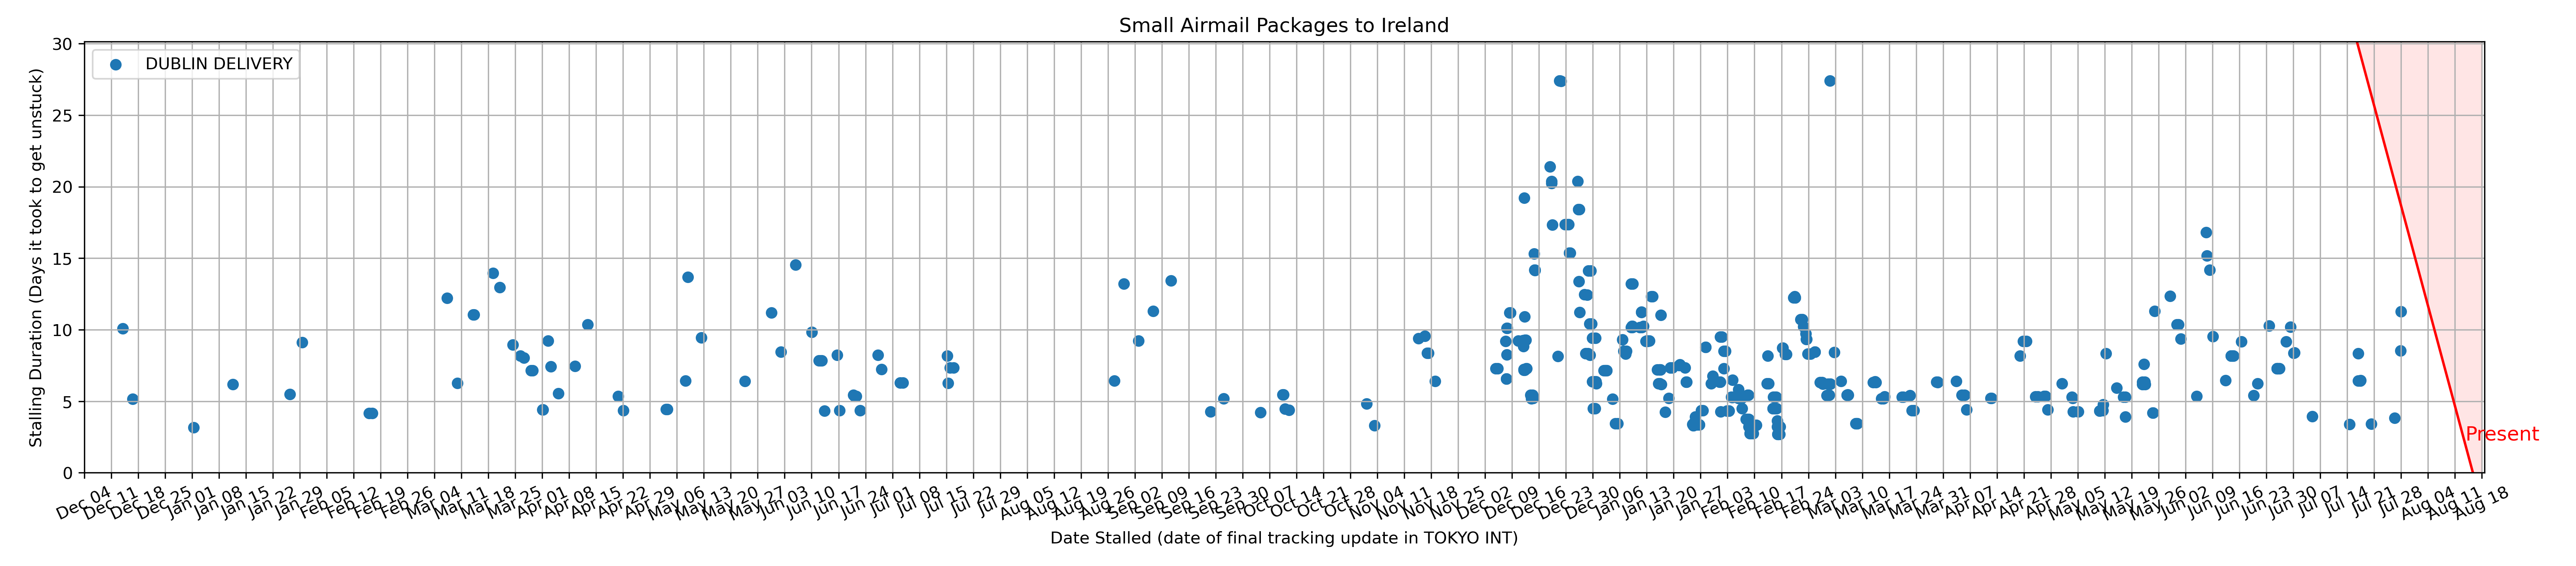 Small Airmail Packages to Ireland
DUBLIN DELIVERY
Stalling Duration (Days it took to get unstuck)
30
25
20
15
10
5
0
Present
Dec 04
Dec 11
Dec 18
Dec 25
Jan 01
Jan 08
Jan 15
Jan 22
Jan 29
Feb 05
Feb 12
Feb 19
Feb 26
Mar 04
Mar 11
Mar 18
Mar 25
Apr 01
Apr 08
Apr 15
Apr 22
Apr 29
May 06
May 13
May 20
May 27
Jun 03
Jun 10
Jun 17
Jun 24
Jul 01
Jul 08
Jul 15
Jul 22
Jul 29
Aug 05
Aug 12
Aug 19
Aug 26
Sep 02
Sep 09
Sep 16
Sep 23
Sep 30
Oct 07
Oct 14
Oct 21
Oct 28
Nov 04
Nov 11
Nov 18
Nov 25
Dec 02
Dec 09
Dec 16
Dec 23
Dec 30
Jan 06
Jan 13
Jan 20
Jan 27
Feb 03
Feb 10
Feb 17
Feb 24
Mar 03
Mar 10
Mar 17
Mar 24
Mar 31
Apr 07
Apr 14
Apr 21
Apr 28
May 05
May 12
May 19
May 26
Jun 02
Jun 09
Jun 16
Jun 23
Jun 30
Jul 07
Jul 14
Jul 21
Jul 28
Aug 04
Aug 11
Aug 18
Date Stalled (date of final tracking update in TOKYO INT)